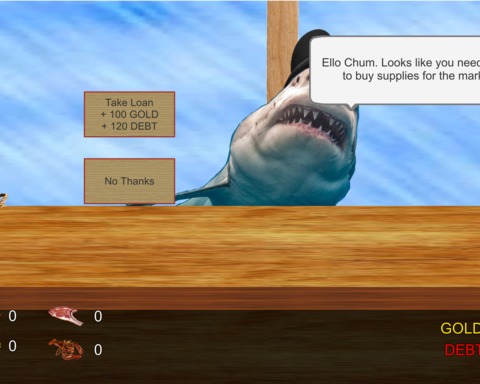 Ello Chum. Looks like you need
to buy supplies for the mark
Take Loan
+ 100 GOLD
+ 120 DEBT
No Thanks
0
0
0
0
GOLD
DEBT